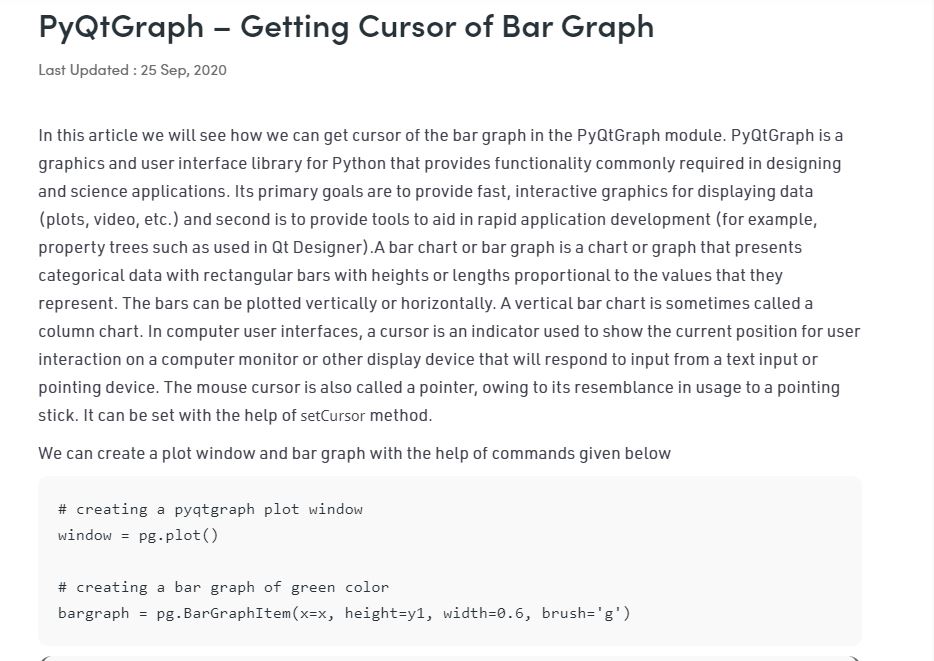 PyQtGraph – Getting Cursor of Bar Graph
Last Updated : 25 Sep, 2020
In this article we will see how we can get cursor of the bar graph in the PyQtGraph module. PyQtGraph is a
graphics and user interface library for Python that provides functionality commonly required in designing
and science applications. Its primary goals are to provide fast, interactive graphics for displaying data
(plots, video, etc.) and second is to provide tools to aid in rapid application development (for example,
property trees such as used in Qt Designer).A bar chart or bar graph is a chart or graph that presents
categorical data with rectangular bars with heights or lengths proportional to the values that they
represent. The bars can be plotted vertically or horizontally. A vertical bar chart is sometimes called a
column chart. In computer user interfaces, a cursor is an indicator used to show the current position for user
interaction on a computer monitor or other display device that will respond to input from a text input or
pointing device. The mouse cursor is also called a pointer, owing to its resemblance in usage to a pointing
stick. It can be set with the help of setCursor method.
We can create a plot window and bar graph with the help of commands given below
# creating a pyqtgraph plot window
window = pg.plot()
# creating a bar graph of green color
bargraph = pg.BarGraphItem(x=x, height=y1, width=0.6, brush='g')